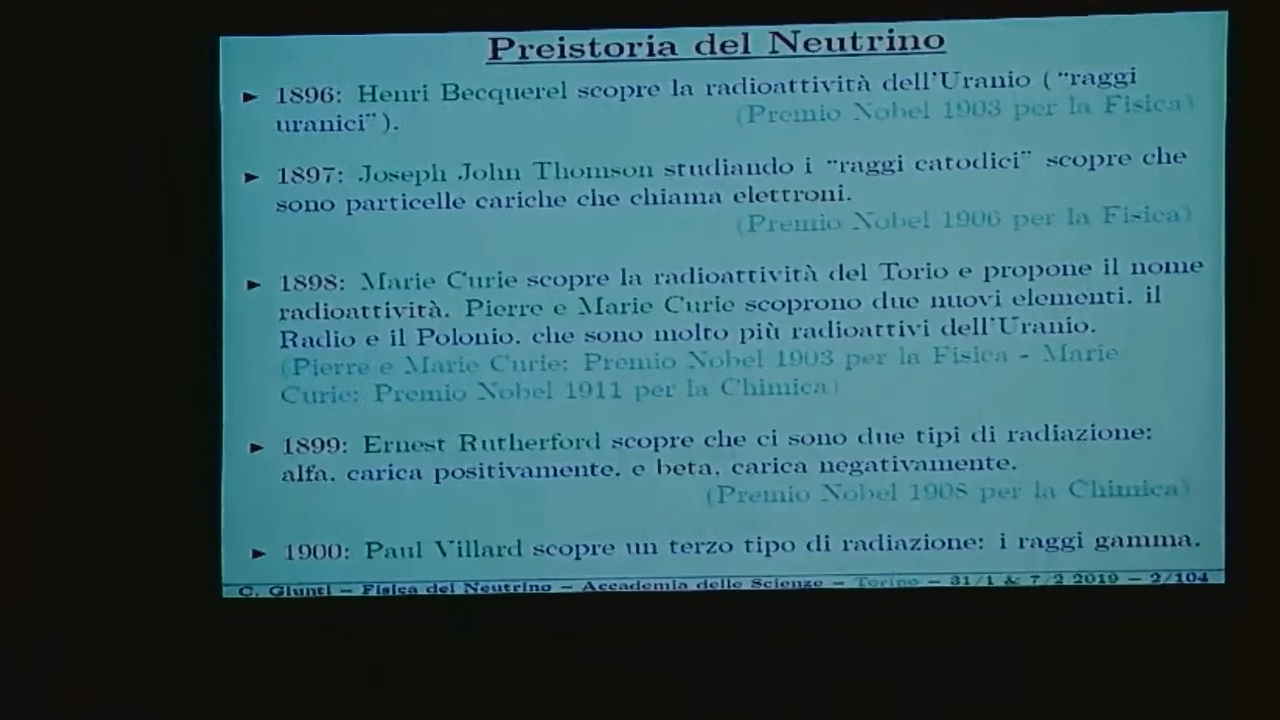 Preistoria del Neutrino
► 1896: Henri Becquerel scopre la radioattività dell'Uranio ("raggi
uranici").
(Premio Nobel 1903 per la Fisica)
► 1897: Joseph John Thomson studiando i "raggi catodici" scopre che
sono particelle cariche che chiama elettroni.
(Premio Nobel 1906 per la Fisica)
► 1898: Marie Curie scopre la radioattività del Torio e propone il nome
radioattività. Pierre e Marie Curie scoprono due nuovi elementi, il
Radio e il Polonio, che sono molto più radioattivi dell'Uranio.
(Pierre e Marie Curie: Premio Nobel 1903 per la Fisica - Marie
Curie: Premio Nobel 1911 per la Chimica)
► 1899: Ernest Rutherford scopre che ci sono due tipi di radiazione:
alfa, carica positivamente, e beta, carica negativamente.
(Premio Nobel 1908 per la Chimica)
► 1900: Paul Villard scopre un terzo tipo di radiazione: i raggi gamma.
C. Giunti − Fisica del Neutrino − Accademia delle Scienze − Torino − 31/1 & 7/2 2019 − 2/104